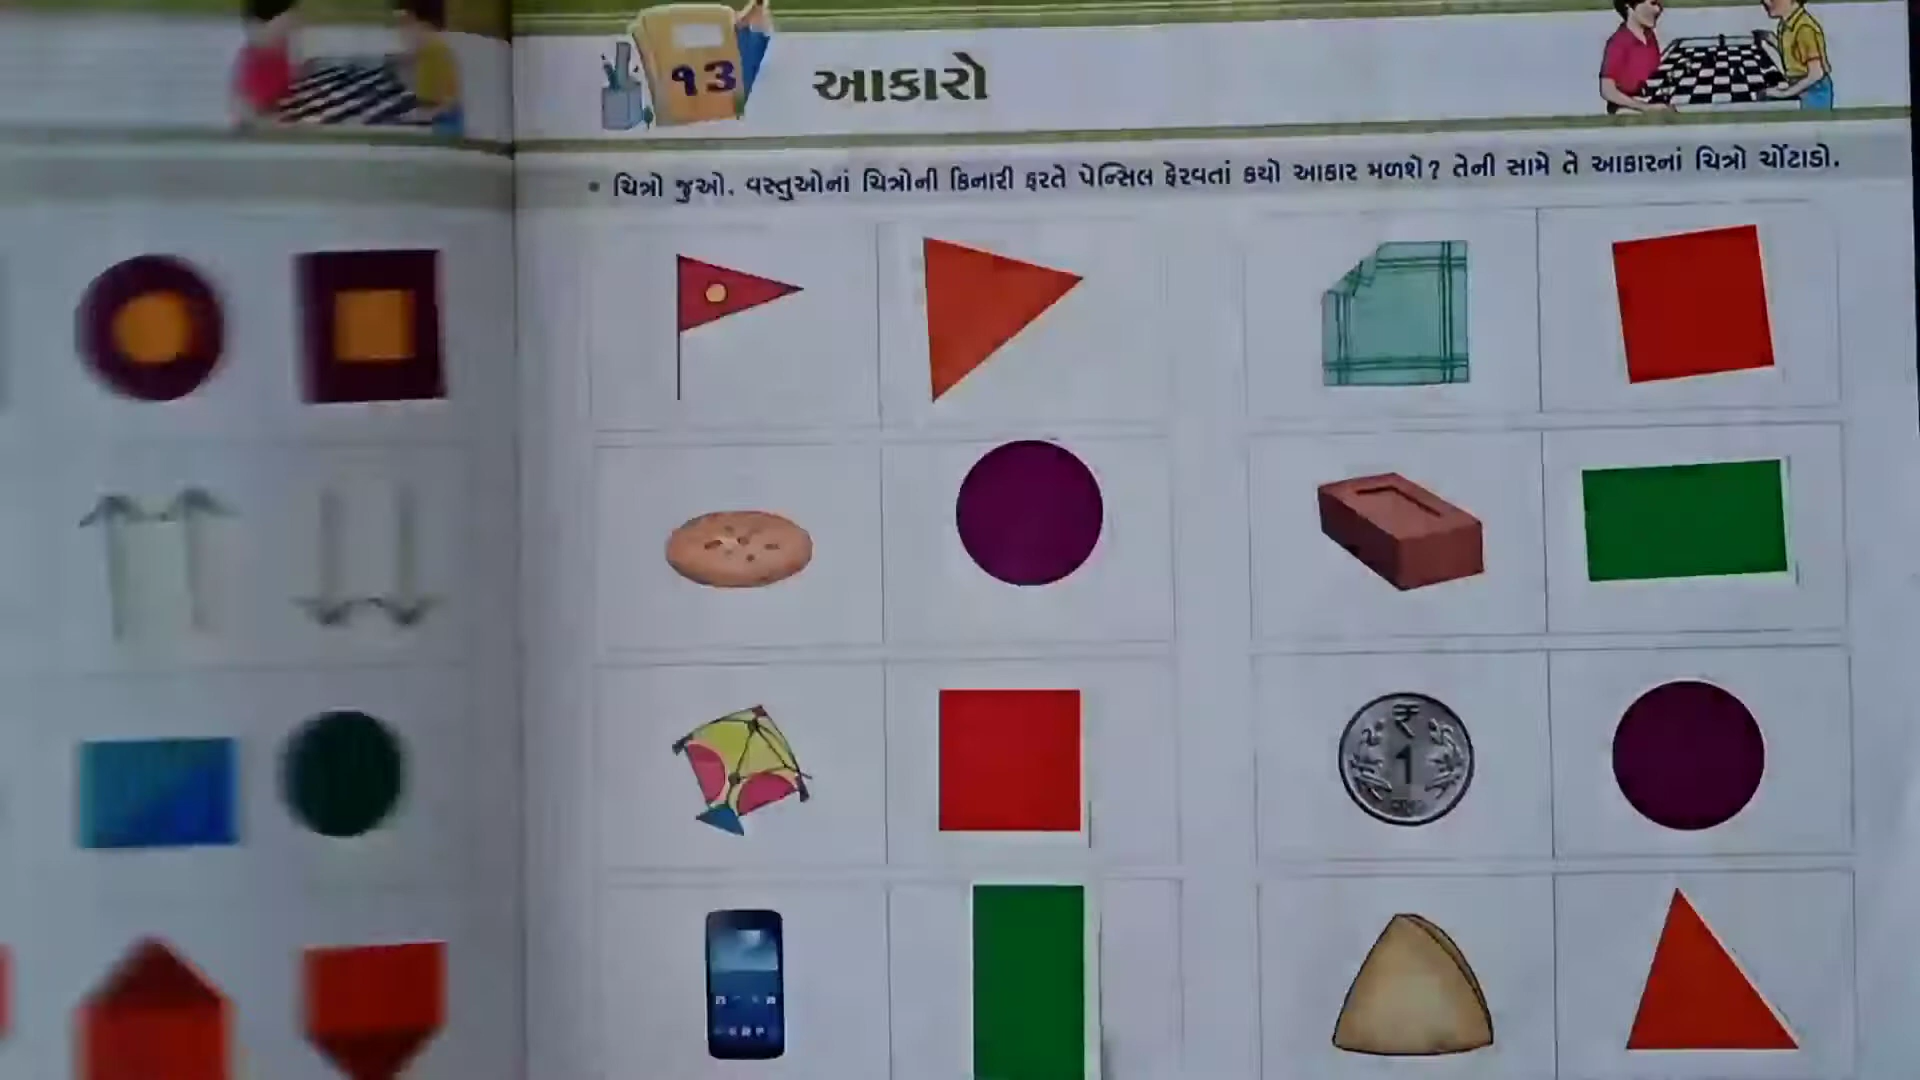 ૧૩
આકારો
• ચિત્રો જુઓ. વસ્તુઓનાં ચિત્રોની કિનારી ફરતે પેન્સિલ ફેરવતાં કયો આકાર મળશે? તેની સામે તે આકારનાં ચિત્રો ચોંટાડો.
₹
1